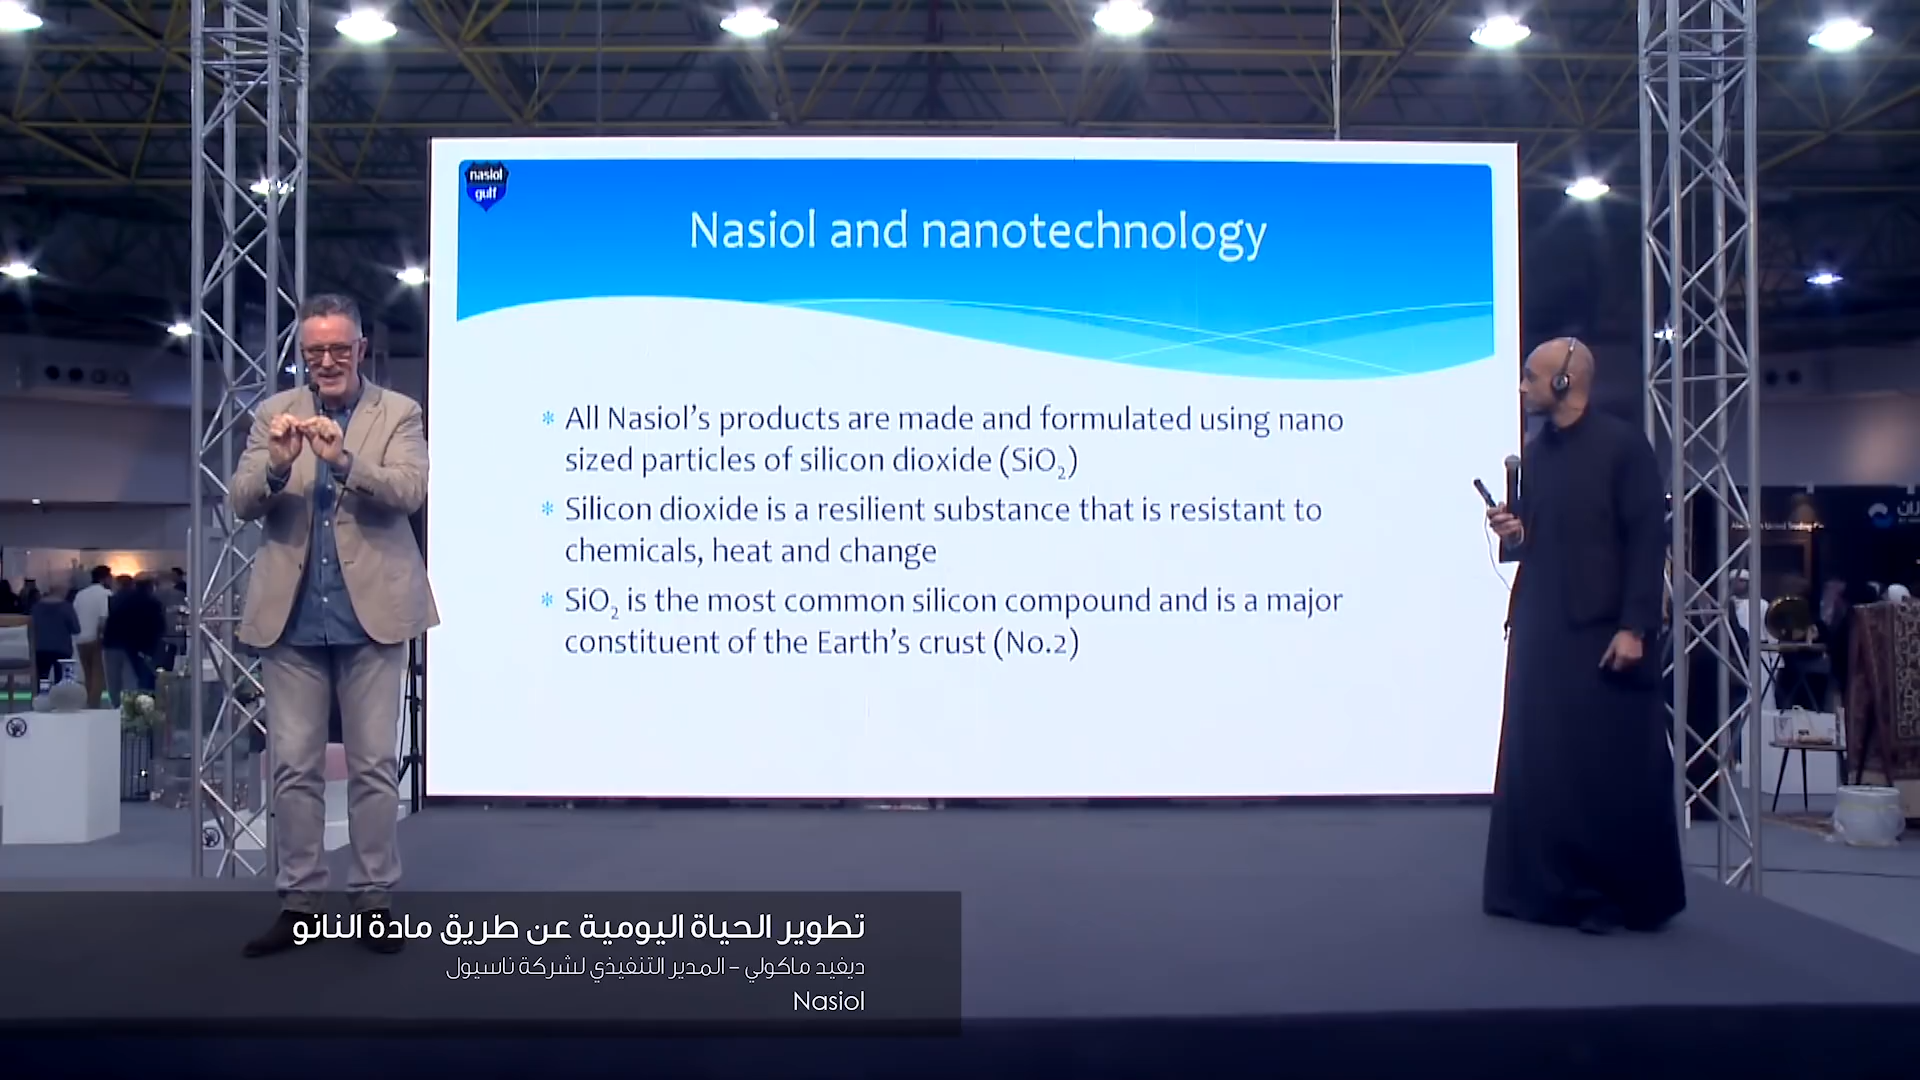 nasiol
gulf
Nasiol and nanotechnology
* All Nasiol's products are made and formulated using nano
sized particles of silicon dioxide (SiO₂)
* Silicon dioxide is a resilient substance that is resistant to
chemicals, heat and change
* SiO₂ is the most common silicon compound and is a major
constituent of the Earth's crust (No.2)
تطوير الحياة اليومية عن طريق مادة النانو
ديفيد ماكولي – المدير التنفيذي لشركة ناسيول
Nasiol